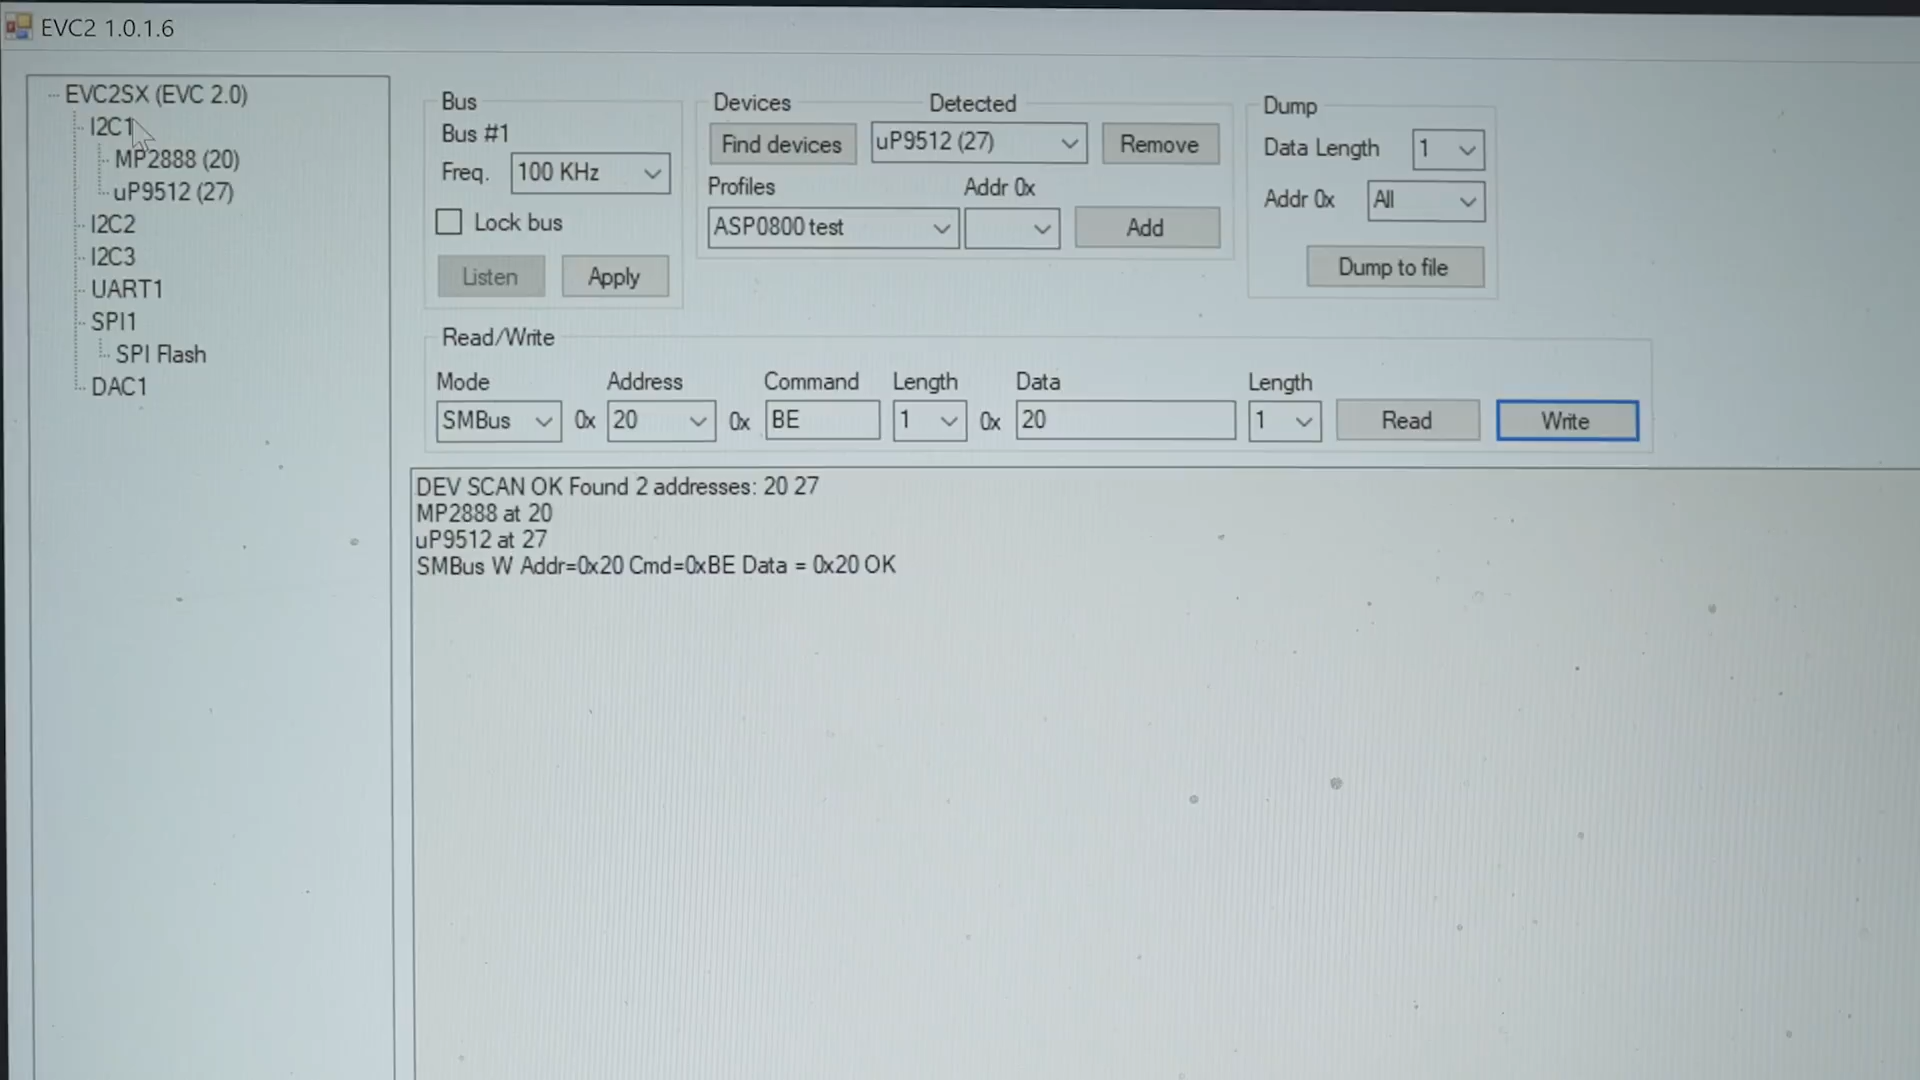 EVC2 1.0.1.6
EVC2SX (EVC 2.0)
I2C1
MP2888 (20)
uP9512 (27)
I2C2
I2C3
UART1
SPI1
SPI Flash
DAC1
Bus
Bus #1
Freq. 100 KHz
Lock bus
Listen Apply
Devices Detected
Find devices uP9512 (27) Remove
Profiles Addr 0x
ASP0800 test Add
Dump
Data Length 1
Addr 0x All
Dump to file
Read/Write
Mode Address Command Length Data Length
SMBus 0x 20 0x BE 1 0x 20 1 Read Write
DEV SCAN OK Found 2 addresses: 20 27
MP2888 at 20
uP9512 at 27
SMBus W Addr=0x20 Cmd=0xBE Data = 0x20 OK